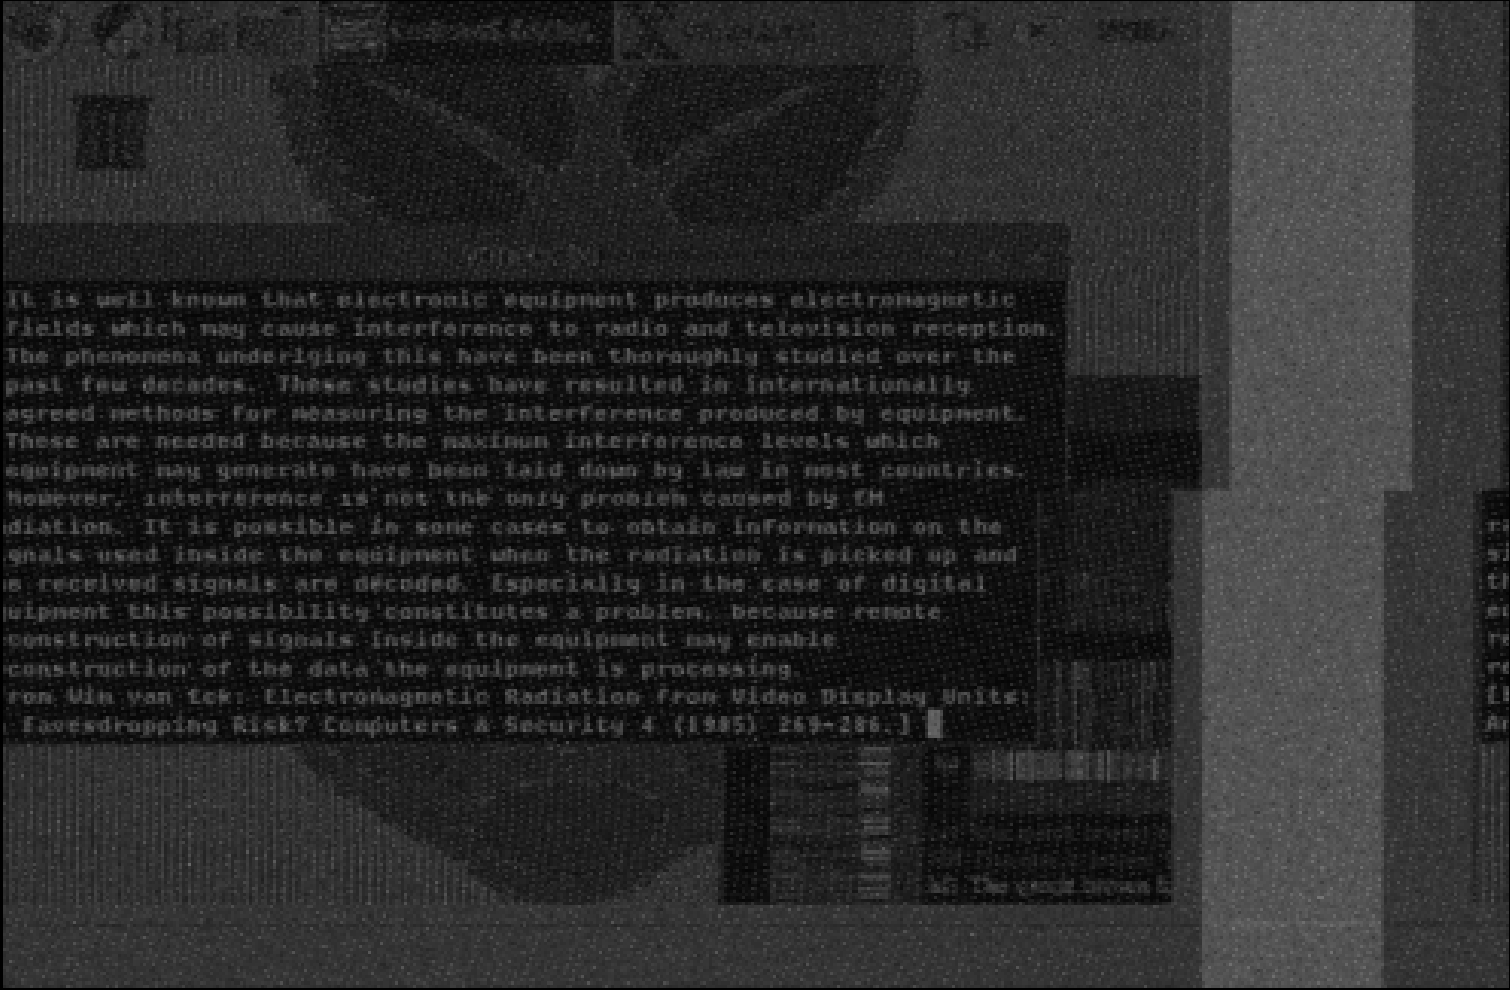 It is well known that electronic equipment produces electromagnetic
fields which may cause interference to radio and television reception.
The phenomena underlying this have been thoroughly studied over the
past few decades. These studies have resulted in internationally
agreed methods for measuring the interference produced by equipment.
These are needed because the maximum interference levels which
equipment may generate have been laid down by law in most countries.
However, interference is not the only problem caused by EM
diation. It is possible in some cases to obtain information on the
gnals used inside the equipment when the radiation is picked up and
e received signals are decoded. Especially in the case of digital
uipment this possibility constitutes a problem, because remote
construction of signals inside the equipment may enable
construction of the data the equipment is processing.
rom Wim van Eck: Electromagnetic Radiation from Video Display Units:
Eavesdropping Risk? Computers & Security 4 (1985) 269-286.]
The quick brown